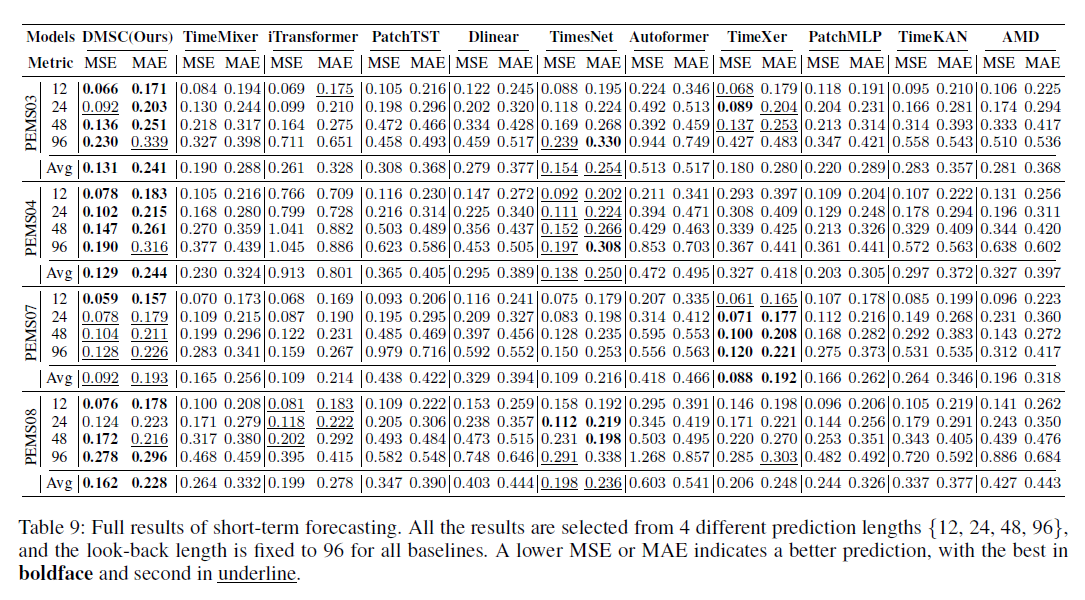 Models DMSC(Ours) TimeMixer iTransformer PatchTST Dlinear TimesNet Autoformer TimeXer PatchMLP TimeKAN AMD
Metric MSE MAE MSE MAE MSE MAE MSE MAE MSE MAE MSE MAE MSE MAE MSE MAE MSE MAE MSE MAE MSE MAE
PEMS03
12 0.066 0.171 0.084 0.194 0.069 0.175 0.105 0.216 0.122 0.245 0.088 0.195 0.224 0.346 0.068 0.179 0.118 0.191 0.095 0.210 0.106 0.225
24 0.092 0.203 0.130 0.244 0.099 0.210 0.198 0.296 0.202 0.320 0.118 0.224 0.492 0.513 0.089 0.204 0.204 0.231 0.166 0.281 0.174 0.294
48 0.136 0.251 0.218 0.317 0.164 0.275 0.472 0.466 0.334 0.428 0.169 0.268 0.392 0.459 0.137 0.253 0.213 0.314 0.314 0.393 0.333 0.417
96 0.230 0.339 0.327 0.398 0.711 0.651 0.458 0.493 0.459 0.517 0.239 0.330 0.944 0.749 0.427 0.483 0.347 0.421 0.558 0.543 0.510 0.536
Avg 0.131 0.241 0.190 0.288 0.261 0.328 0.308 0.368 0.279 0.377 0.154 0.254 0.513 0.517 0.180 0.280 0.220 0.289 0.283 0.357 0.281 0.368
PEMS04
12 0.078 0.183 0.105 0.216 0.766 0.709 0.116 0.230 0.147 0.272 0.092 0.202 0.211 0.341 0.293 0.397 0.109 0.204 0.107 0.222 0.131 0.256
24 0.102 0.215 0.168 0.280 0.799 0.728 0.216 0.314 0.225 0.340 0.111 0.224 0.394 0.471 0.308 0.409 0.129 0.248 0.178 0.294 0.196 0.311
48 0.147 0.261 0.270 0.359 1.041 0.882 0.503 0.489 0.356 0.437 0.152 0.266 0.429 0.463 0.339 0.425 0.213 0.326 0.329 0.409 0.344 0.420
96 0.190 0.316 0.377 0.439 1.045 0.886 0.623 0.586 0.453 0.505 0.197 0.308 0.853 0.703 0.367 0.441 0.361 0.441 0.572 0.563 0.638 0.602
Avg 0.129 0.244 0.230 0.324 0.913 0.801 0.365 0.405 0.295 0.389 0.138 0.250 0.472 0.495 0.327 0.418 0.203 0.305 0.297 0.372 0.327 0.397
PEMS07
12 0.059 0.157 0.070 0.173 0.068 0.169 0.093 0.206 0.116 0.241 0.075 0.179 0.207 0.335 0.061 0.165 0.107 0.178 0.085 0.199 0.096 0.223
24 0.078 0.179 0.109 0.215 0.087 0.190 0.195 0.295 0.209 0.327 0.083 0.198 0.314 0.412 0.071 0.177 0.112 0.216 0.149 0.268 0.231 0.360
48 0.104 0.211 0.199 0.296 0.122 0.231 0.485 0.469 0.397 0.456 0.128 0.235 0.595 0.553 0.100 0.208 0.168 0.282 0.292 0.383 0.143 0.272
96 0.128 0.226 0.283 0.341 0.159 0.267 0.979 0.716 0.592 0.552 0.150 0.253 0.556 0.563 0.120 0.221 0.275 0.373 0.531 0.535 0.312 0.417
Avg 0.092 0.193 0.165 0.256 0.109 0.214 0.438 0.422 0.329 0.394 0.109 0.216 0.418 0.466 0.088 0.192 0.166 0.262 0.264 0.346 0.196 0.318
PEMS08
12 0.076 0.178 0.100 0.208 0.081 0.183 0.109 0.222 0.153 0.259 0.158 0.192 0.295 0.391 0.146 0.198 0.096 0.206 0.105 0.219 0.141 0.262
24 0.124 0.223 0.171 0.279 0.118 0.222 0.205 0.306 0.238 0.357 0.112 0.219 0.345 0.419 0.171 0.221 0.144 0.256 0.179 0.291 0.243 0.350
48 0.172 0.216 0.317 0.380 0.202 0.292 0.493 0.484 0.473 0.515 0.231 0.198 0.503 0.495 0.220 0.270 0.253 0.351 0.343 0.405 0.439 0.476
96 0.278 0.296 0.468 0.459 0.395 0.415 0.582 0.548 0.748 0.646 0.291 0.338 1.268 0.857 0.285 0.303 0.482 0.492 0.720 0.592 0.886 0.684
Avg 0.162 0.228 0.264 0.332 0.199 0.278 0.347 0.390 0.403 0.444 0.198 0.236 0.603 0.541 0.206 0.248 0.244 0.326 0.337 0.377 0.427 0.443
Table 9: Full results of short-term forecasting. All the results are selected from 4 different prediction lengths {12, 24, 48, 96},
and the look-back length is fixed to 96 for all baselines. A lower MSE or MAE indicates a better prediction, with the best in
boldface and second in underline.